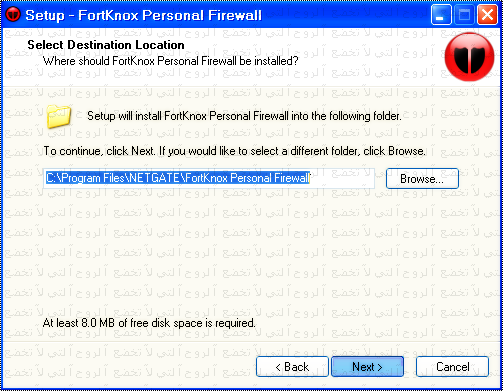 Setup - FortKnox Personal Firewall
Select Destination Location
Where should FortKnox Personal Firewall be installed?
Setup will install FortKnox Personal Firewall into the following folder.
To continue, click Next. If you would like to select a different folder, click Browse.
C:\Program Files\NETGATE\FortKnox Personal Firewall
Browse...
At least 8.0 MB of free disk space is required.
< Back
Next >
Cancel